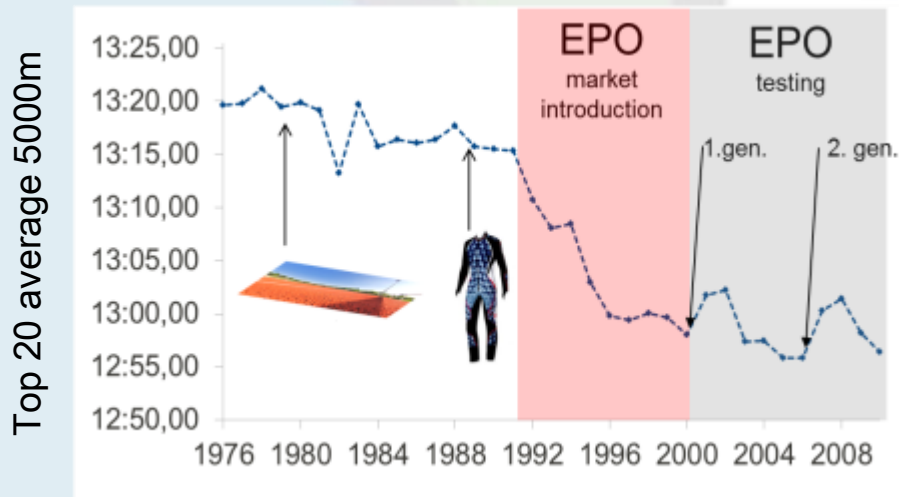 Top 20 average 5000m
13:25,00
13:20,00
13:15,00
13:10,00
13:05,00
13:00,00
12:55,00
12:50,00
EPO
market
introduction
EPO
testing
1.gen.
2. gen.
1976 1980 1984 1988 1992 1996 2000 2004 2008